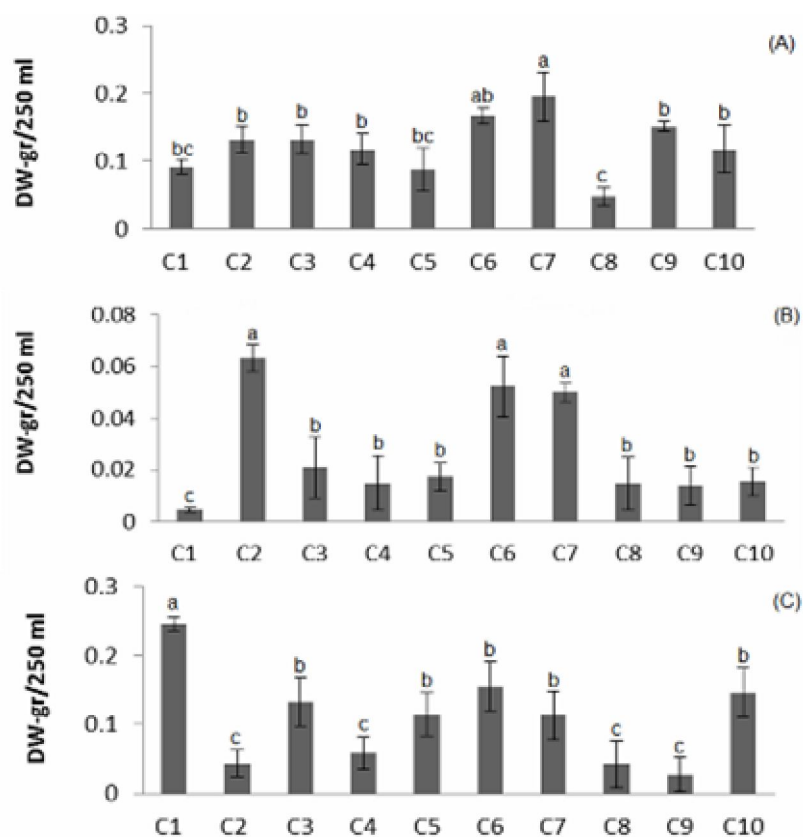 (A)
DW-gr/250 ml
0.3
0.2
0.1
0
bc b b b bc ab a c b b
C1 C2 C3 C4 C5 C6 C7 C8 C9 C10
(B)
DW-gr/250 ml
0.08
0.06
0.04
0.02
0
c a b b b a a b b b
C1 C2 C3 C4 C5 C6 C7 C8 C9 C10
(C)
DW-gr/250 ml
0.3
0.2
0.1
0
a c b c b b b c c b
C1 C2 C3 C4 C5 C6 C7 C8 C9 C10